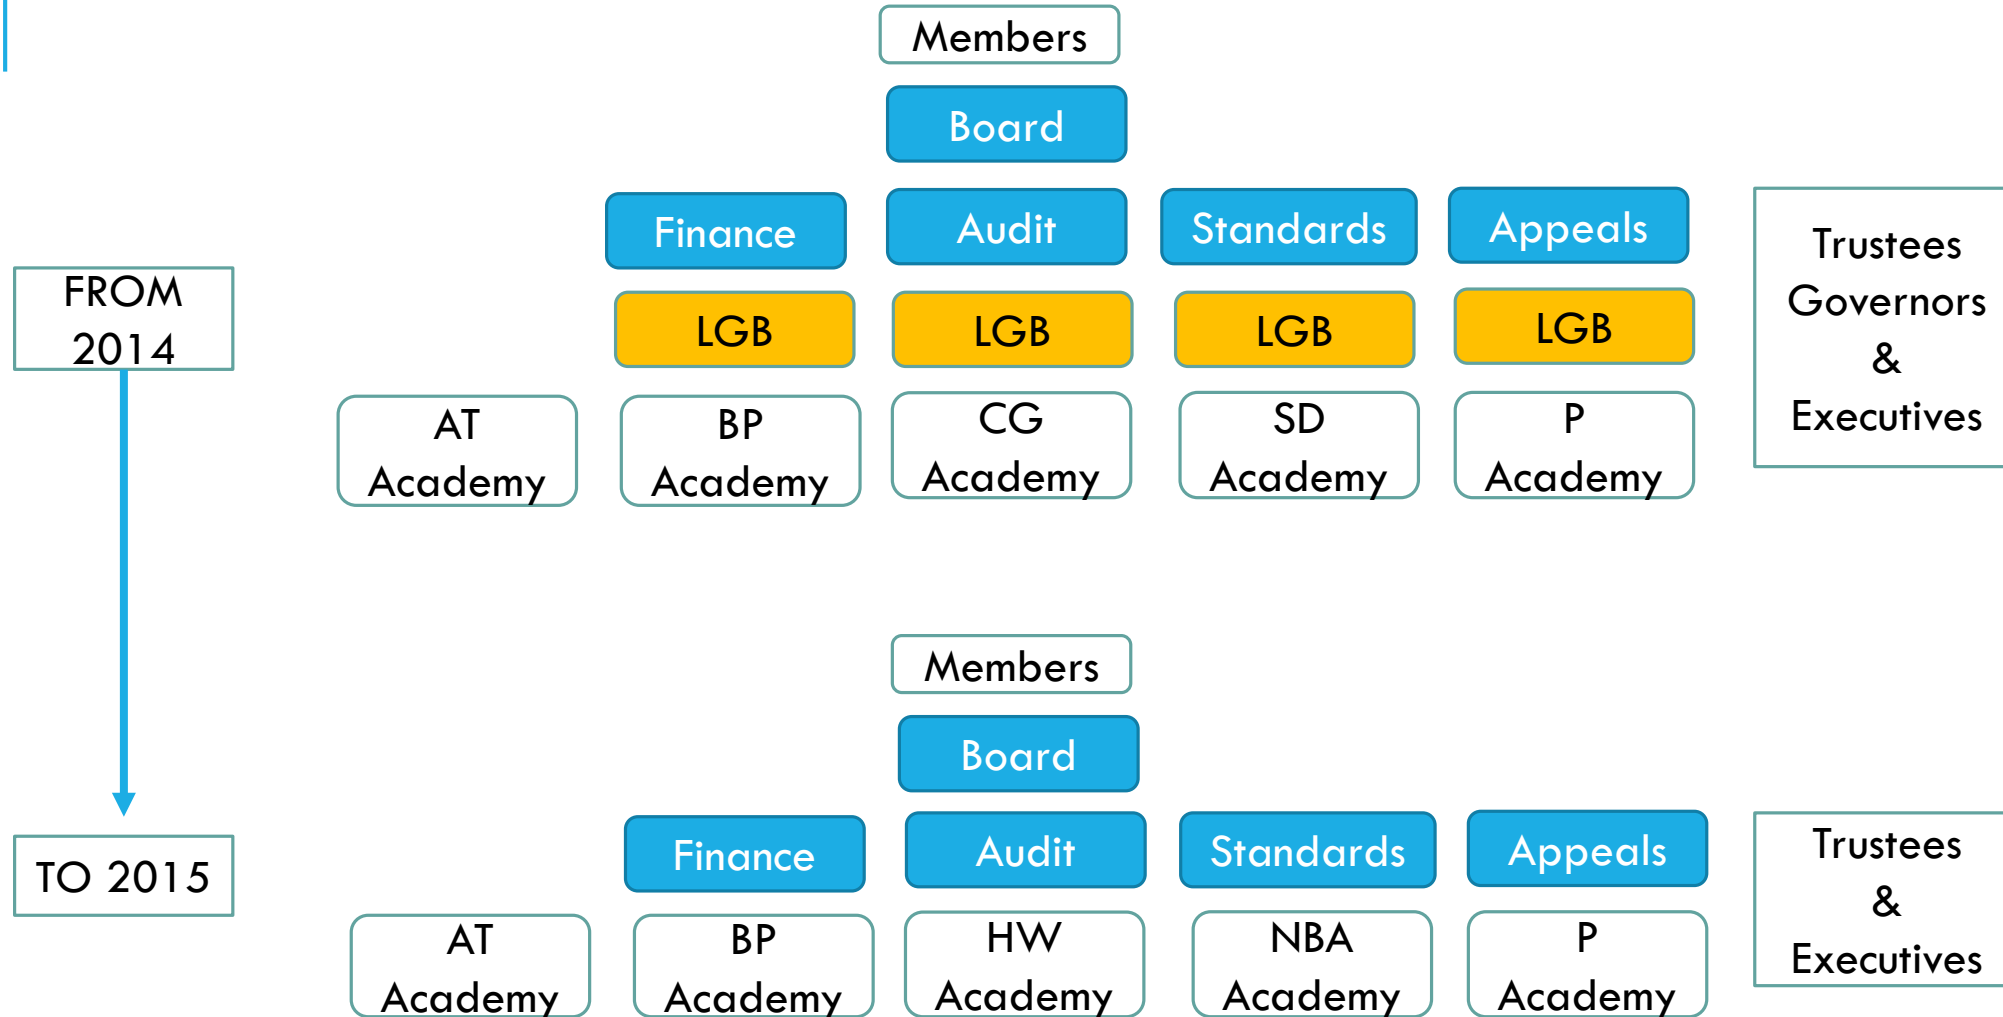 Members
Board
Finance
Audit
Standards
Appeals
LGB
LGB
LGB
LGB
AT
Academy
BP
Academy
CG
Academy
SD
Academy
P
Academy
Trustees
Governors
&
Executives
FROM
2014
TO 2015
Members
Board
Finance
Audit
Standards
Appeals
AT
Academy
BP
Academy
HW
Academy
NBA
Academy
P
Academy
Trustees
&
Executives